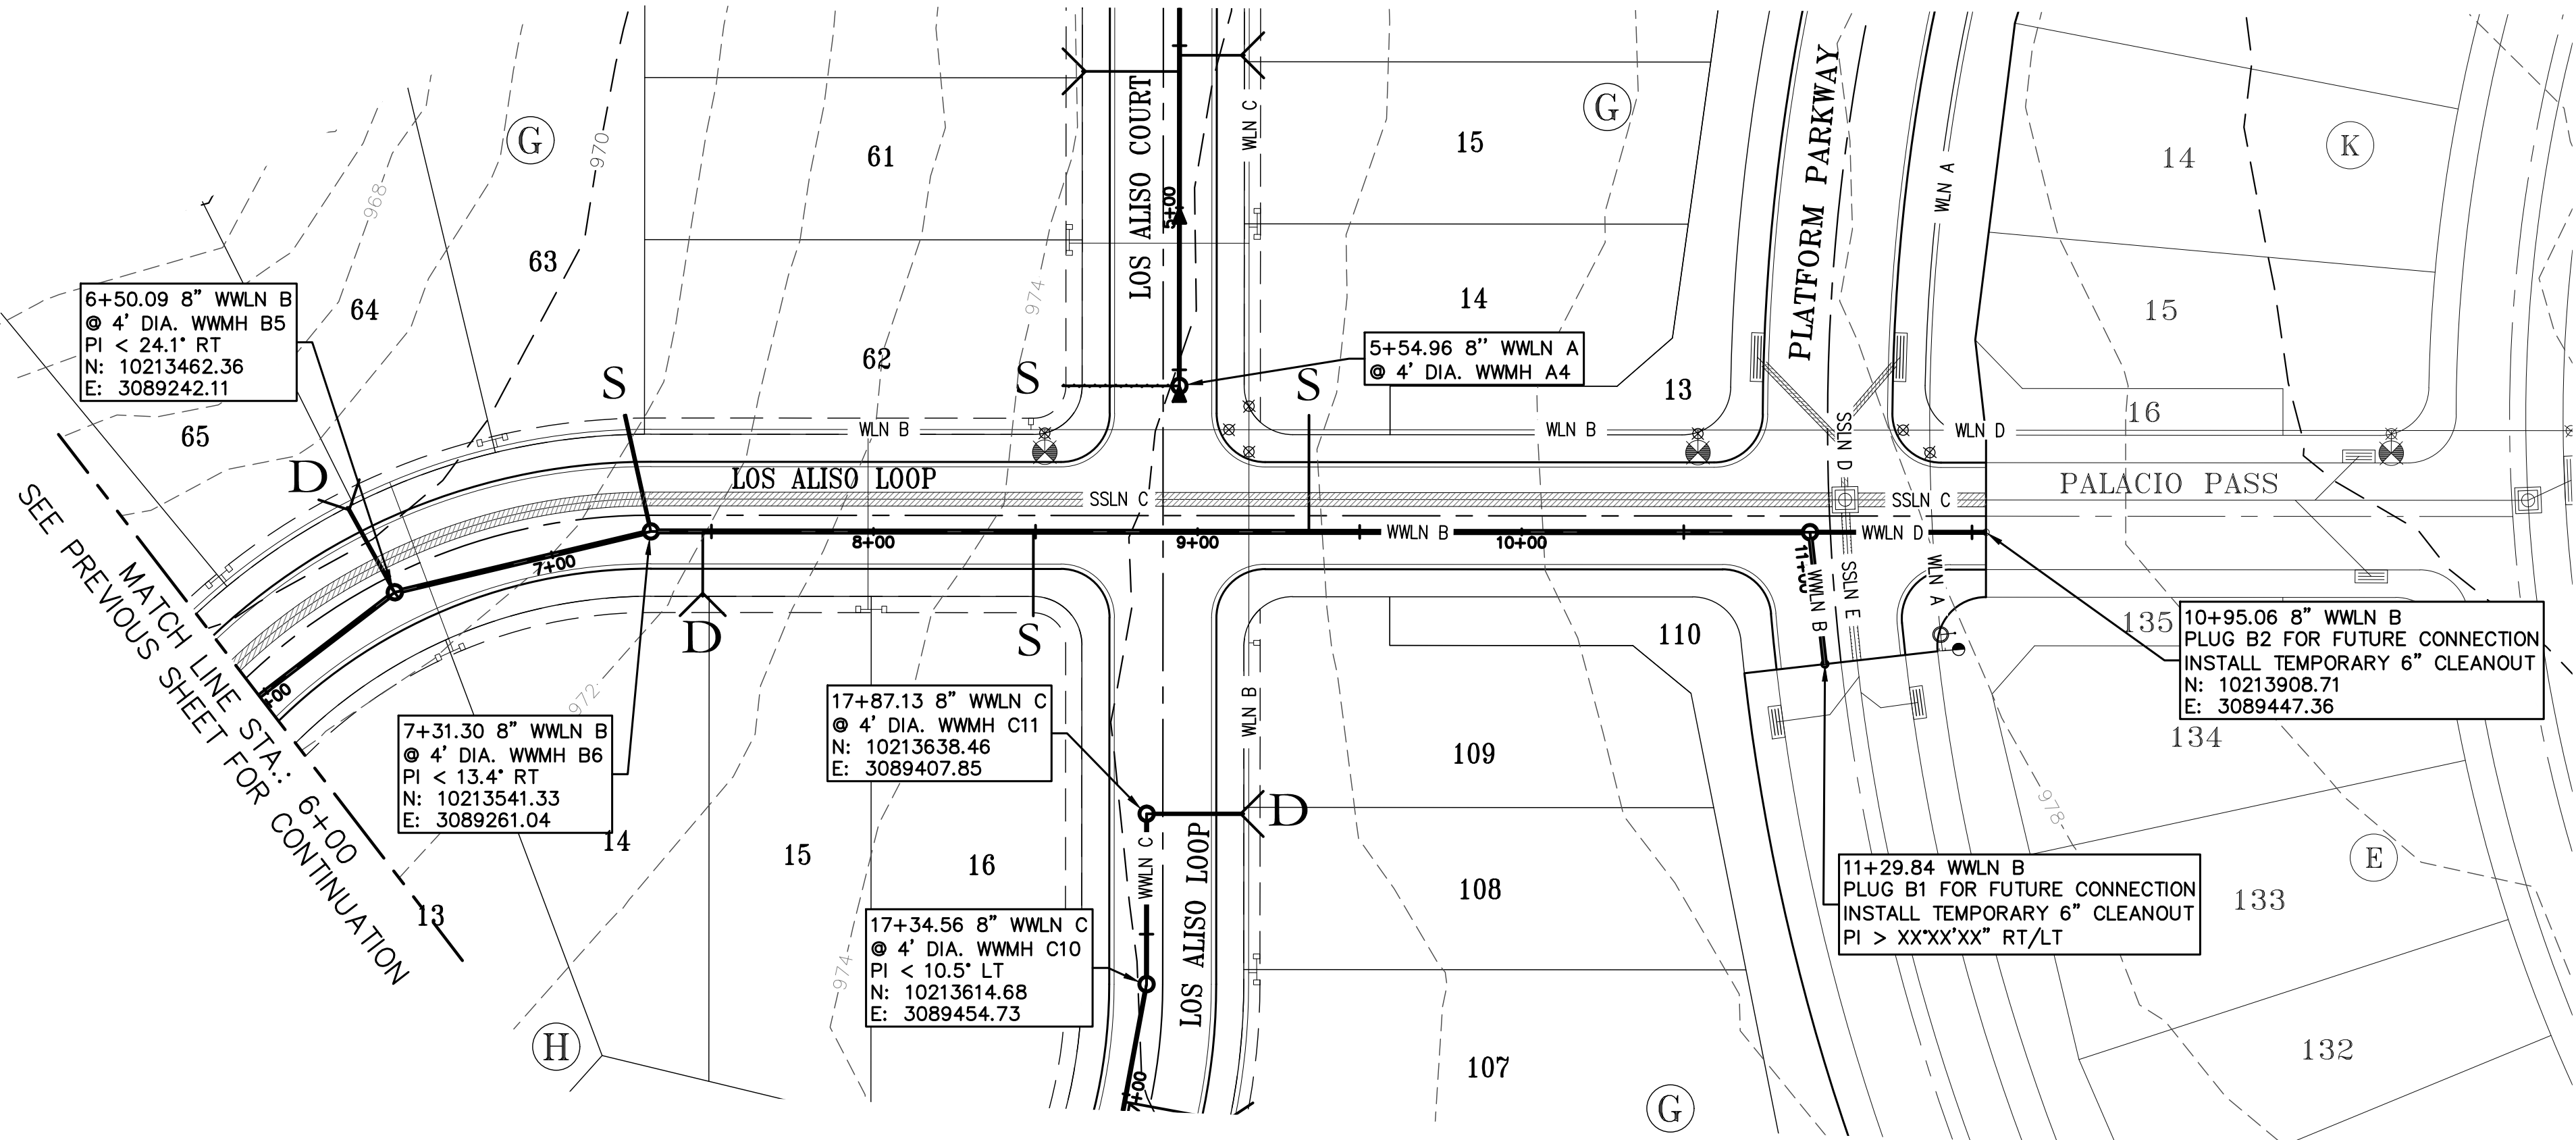 G
968
970
61
LOS ALISO COURT
5+00
WLN C
15
G
PLATFORM PARKWAY
WLN A
14
K
63
64
974
62
14
15
6+50.09 8" WWLN B
@ 4' DIA. WWMH B5
PI < 24.1° RT
N: 10213462.36
E: 3089242.11
5+54.96 8" WWLN A
@ 4' DIA. WWMH A4
65
S
S
S
13
16
WLN B
WLN B
SSLN D
WLN D
D
LOS ALISO LOOP
SSLN C
SSLN C
PALACIO PASS
7+00
8+00
9+00
WWLN B
10+00
11+00
WWLN D
WWLN B
SSLN E
WLN A
SEE PREVIOUS SHEET FOR CONTINUATION
MATCH LINE STA.: 6+00
+00
D
S
110
135
10+95.06 8" WWLN B
PLUG B2 FOR FUTURE CONNECTION
INSTALL TEMPORARY 6" CLEANOUT
N: 10213908.71
E: 3089447.36
134
972
7+31.30 8" WWLN B
@ 4' DIA. WWMH B6
PI < 13.4° RT
N: 10213541.33
E: 3089261.04
17+87.13 8" WWLN C
@ 4' DIA. WWMH C11
N: 10213638.46
E: 3089407.85
WLN B
109
978
D
14
15
16
WWLN C
LOS ALISO LOOP
108
E
13
974
17+34.56 8" WWLN C
@ 4' DIA. WWMH C10
PI < 10.5° LT
N: 10213614.68
E: 3089454.73
11+29.84 WWLN B
PLUG B1 FOR FUTURE CONNECTION
INSTALL TEMPORARY 6" CLEANOUT
PI > XX°XX'XX" RT/LT
133
H
7+00
107
132
G